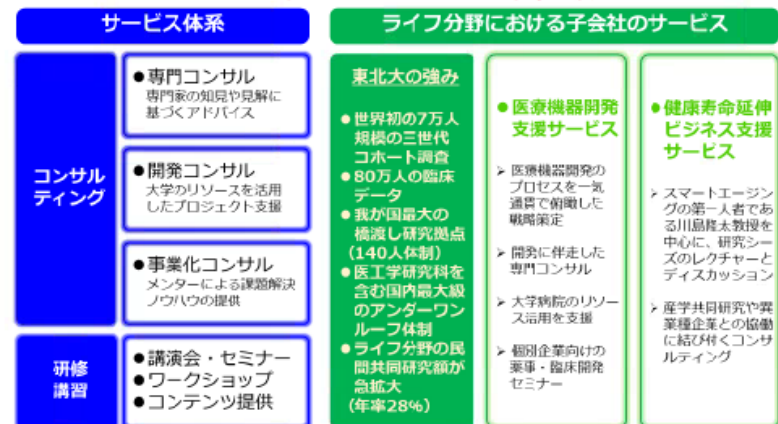 サービス体系
コンサル
ティング
●専門コンサル
専門家の知見や見解に
基づくアドバイス
●開発コンサル
大学のリソースを活用
したプロジェクト支援
●事業化コンサル
メンターによる課題解決
ノウハウの提供
研修
講習
●講演会・セミナー
●ワークショップ
●コンテンツ提供
ライフ分野における子会社のサービス
東北大の強み
●世界初の7万人
規模の三世代
コホート調査
●80万人の臨床
データ
●我が国最大の
橋渡し研究拠点
(140人体制)
●医工学研究科を
含む国内最大級
のアンダーワン
ルーフ体制
●ライフ分野の民
間共同研究額が
急拡大
(年率28%)
●医療機器開発
支援サービス
➢ 医療機器開発の
プロセスを一気
通貫で俯瞰した
戦略策定
➢ 開発に伴走した
専門コンサル
➢ 大学病院のリソー
ス活用を支援
➢ 個別企業向けの
薬事・臨床開発
セミナー
●健康寿命延伸
ビジネス支援
サービス
➢ スマートエージン
グの第一人者であ
る川島隆太教授を
中心に、研究シー
ズのレクチャーと
ディスカッション
➢ 産学共同研究や異
業種企業との協働
に結び付くコンサ
ルティング